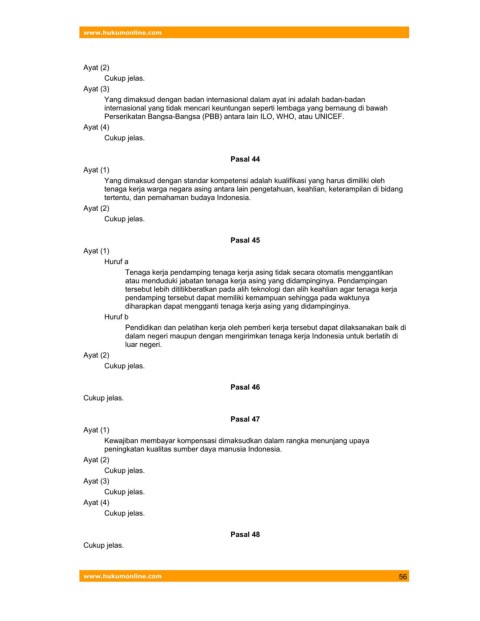 www.hukumonline.com
Ayat (2)
Cukup jelas.
Ayat (3)
Yang dimaksud dengan badan internasional dalam ayat ini adalah badan-badan
internasional yang tidak mencari keuntungan seperti lembaga yang bernaung di bawah
Perserikatan Bangsa-Bangsa (PBB) antara lain ILO, WHO, atau UNICEF.
Ayat (4)
Cukup jelas.
Pasal 44
Ayat (1)
Yang dimaksud dengan standar kompetensi adalah kualifikasi yang harus dimiliki oleh
tenaga kerja warga negara asing antara lain pengetahuan, keahlian, keterampilan di bidang
tertentu, dan pemahaman budaya Indonesia.
Ayat (2)
Cukup jelas.
Pasal 45
Ayat (1)
Huruf a
Tenaga kerja pendamping tenaga kerja asing tidak secara otomatis menggantikan
atau menduduki jabatan tenaga kerja asing yang didampinginya. Pendampingan
tersebut lebih dititikberatkan pada alih teknologi dan alih keahlian agar tenaga kerja
pendamping tersebut dapat memiliki kemampuan sehingga pada waktunya
diharapkan dapat mengganti tenaga kerja asing yang didampinginya.
Huruf b
Pendidikan dan pelatihan kerja oleh pemberi kerja tersebut dapat dilaksanakan baik di
dalam negeri maupun dengan mengirimkan tenaga kerja Indonesia untuk berlatih di
luar negeri.
Ayat (2)
Cukup jelas.
Pasal 46
Cukup jelas.
Pasal 47
Ayat (1)
Kewajiban membayar kompensasi dimaksudkan dalam rangka menunjang upaya
peningkatan kualitas sumber daya manusia Indonesia.
Ayat (2)
Cukup jelas.
Ayat (3)
Cukup jelas.
Ayat (4)
Cukup jelas.
Pasal 48
Cukup jelas.
www.hukumonline.com 56